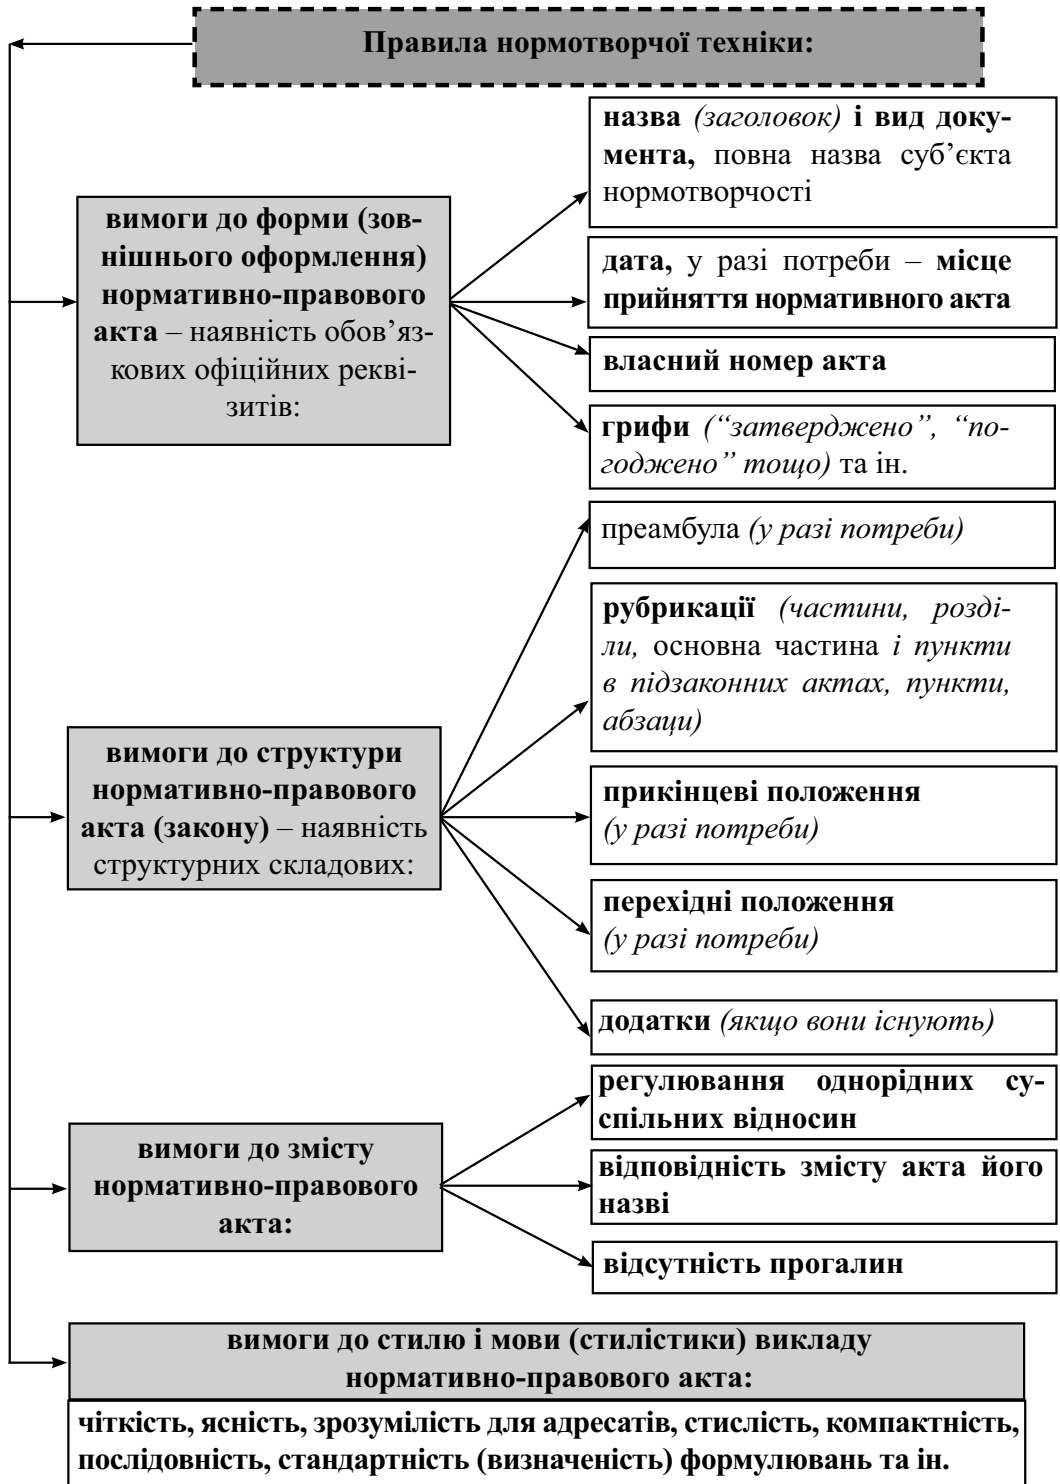 Правила нормотворчої техніки:
вимоги до форми (зов-
нішнього оформлення)
нормативно-правового
акта – наявність обов’яз-
кових офіційних рекві-
зитів:
назва (заголовок) і вид доку-
мента, повна назва суб’єкта
нормотворчості
дата, у разі потреби – місце
прийняття нормативного акта
власний номер акта
грифи (“затверджено”, “по-
годжено” тощо) та ін.
вимоги до структури
нормативно-правового
акта (закону) – наявність
структурних складових:
преамбула (у разі потреби)
рубрикації (частини, розді-
ли, основна частина і пункти
в підзаконних актах, пункти,
абзаци)
прикінцеві положення
(у разі потреби)
перехідні положення
(у разі потреби)
додатки (якщо вони існують)
вимоги до змісту
нормативно-правового
акта:
регулювання однорідних су-
спільних відносин
відповідність змісту акта його
назві
відсутність прогалин
вимоги до стилю і мови (стилістики) викладу
нормативно-правового акта:
чіткість, ясність, зрозумілість для адресатів, стислість, компактність,
послідовність, стандартність (визначеність) формулювань та ін.